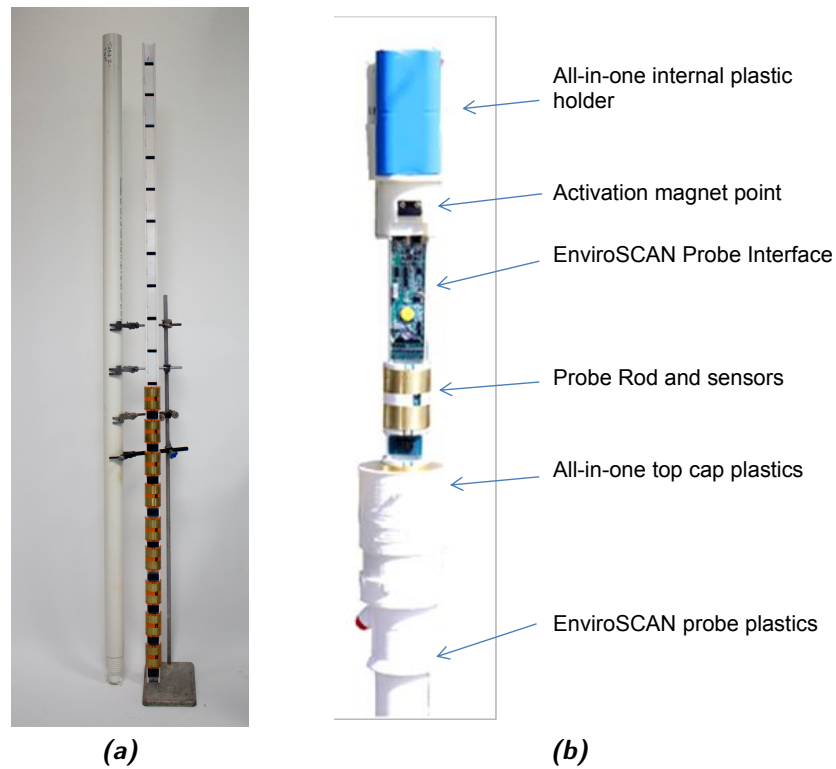 All-in-one internal plastic
holder
Activation magnet point
EnviroSCAN Probe Interface
Probe Rod and sensors
All-in-one top cap plastics
EnviroSCAN probe plastics
(a)
(b)